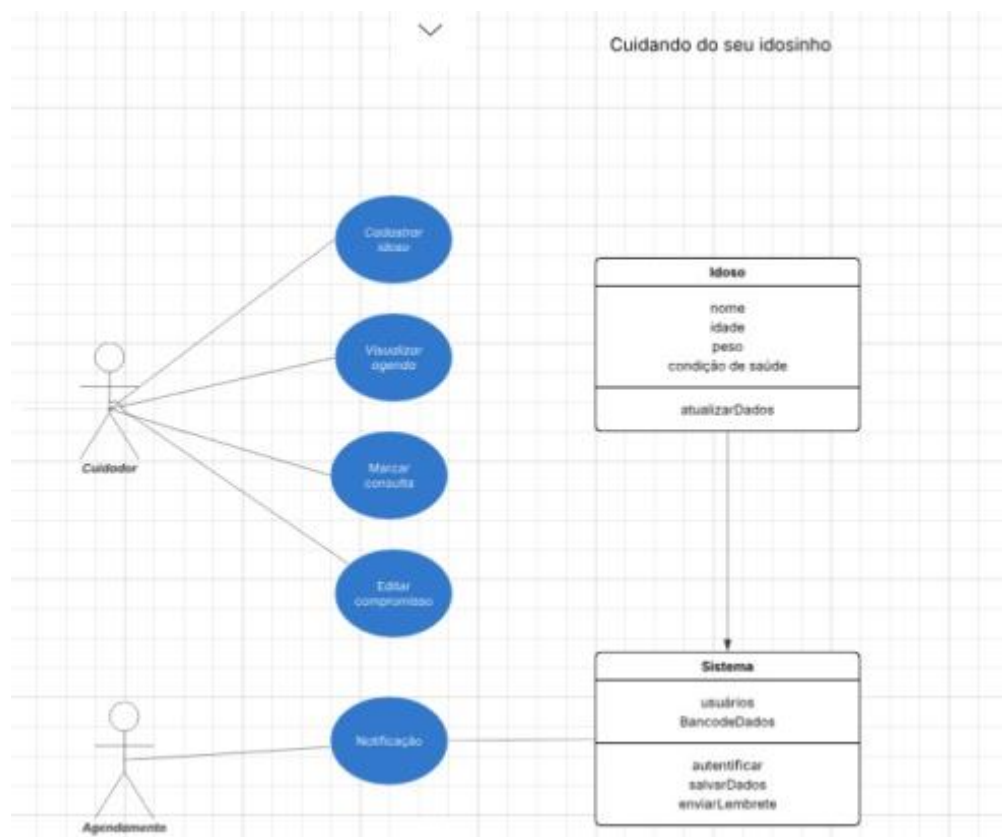 Cuidando do seu idosinho
Cadastrar
idoso
Visualizar
agenda
Marcar
consulta
Editar
compromisso
Cuidador
Idoso
nome
idade
peso
condição de saúde
atualizarDados
Sistema
usuários
BancodeDados
autentificar
salvarDados
enviarLembrete
Notificação
Agendamento